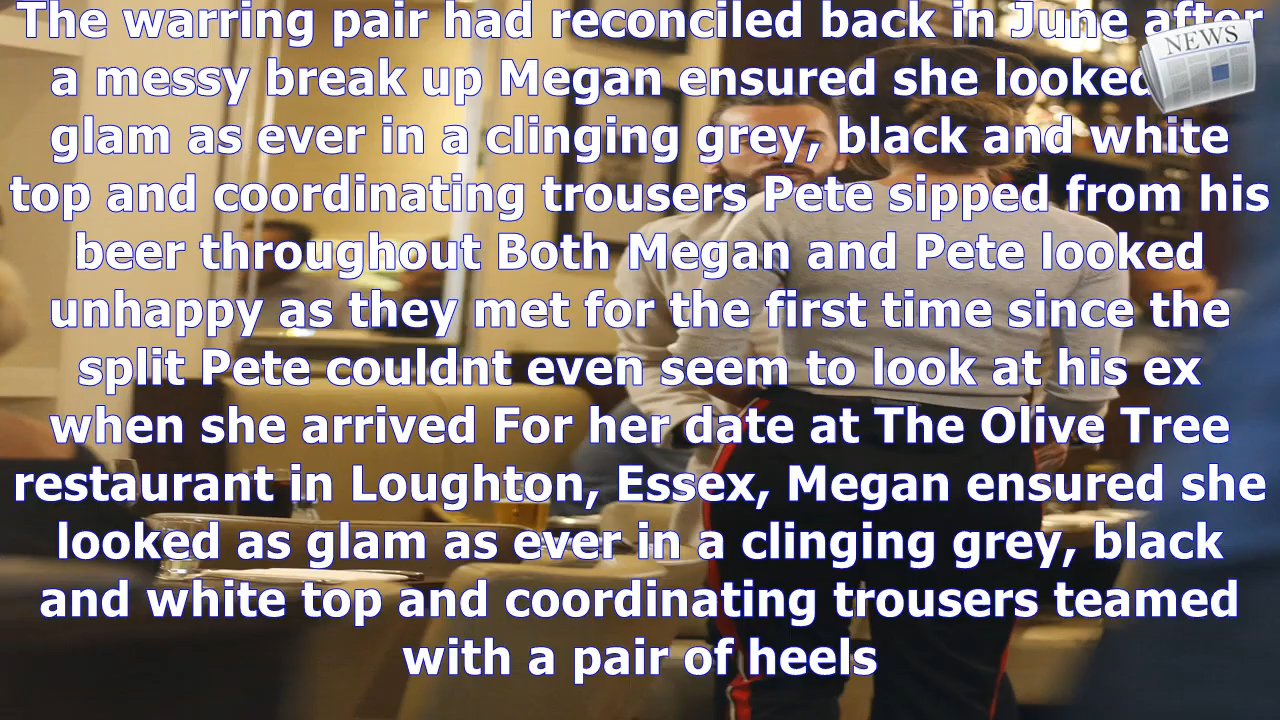 The warring pair had reconciled back in June after
a messy break up Megan ensured she looked
glam as ever in a clinging grey, black and white
top and coordinating trousers Pete sipped from his
beer throughout Both Megan and Pete looked
unhappy as they met for the first time since the
split Pete couldnt even seem to look at his ex
when she arrived For her date at The Olive Tree
restaurant in Loughton, Essex, Megan ensured she
looked as glam as ever in a clinging grey, black
and white top and coordinating trousers teamed
with a pair of heels
NEWS